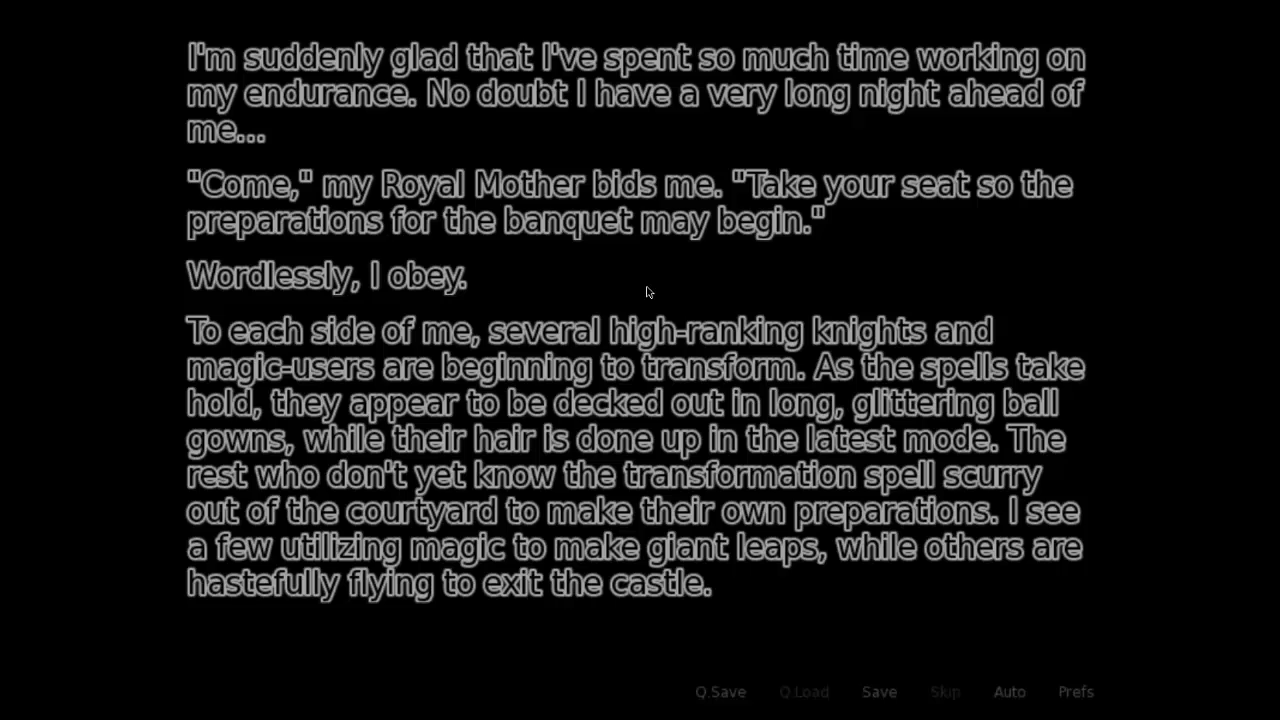 I'm suddenly glad that I've spent so much time working on
my endurance. No doubt I have a very long night ahead of
me...
"Come," my Royal Mother bids me. "Take your seat so the
preparations for the banquet may begin."
Wordlessly, I obey.
To each side of me, several high-ranking knights and
magic-users are beginning to transform. As the spells take
hold, they appear to be decked out in long, glittering ball
gowns, while their hair is done up in the latest mode. The
rest who don't yet know the transformation spell scurry
out of the courtyard to make their own preparations. I see
a few utilizing magic to make giant leaps, while others are
hastefully flying to exit the castle.
Q.Save Q.Load Save Skip Auto Prefs